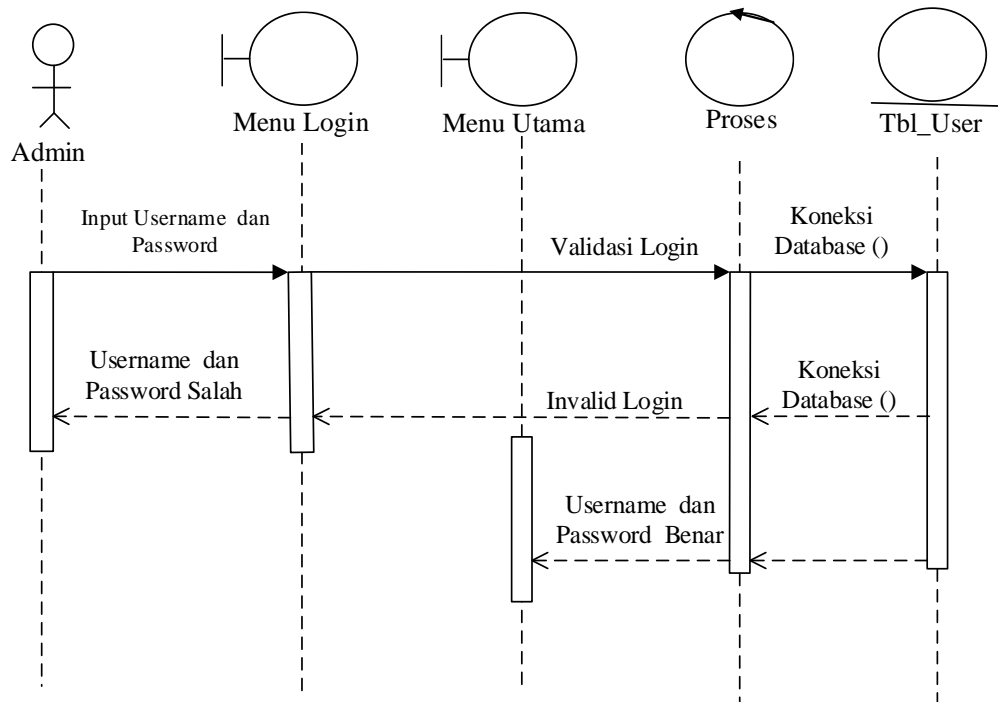 Admin
Menu Login
Menu Utama
Proses
Tbl_User
Input Username dan
Password
Validasi Login
Koneksi
Database ()
Username dan
Password Salah
Invalid Login
Koneksi
Database ()
Username dan
Password Benar